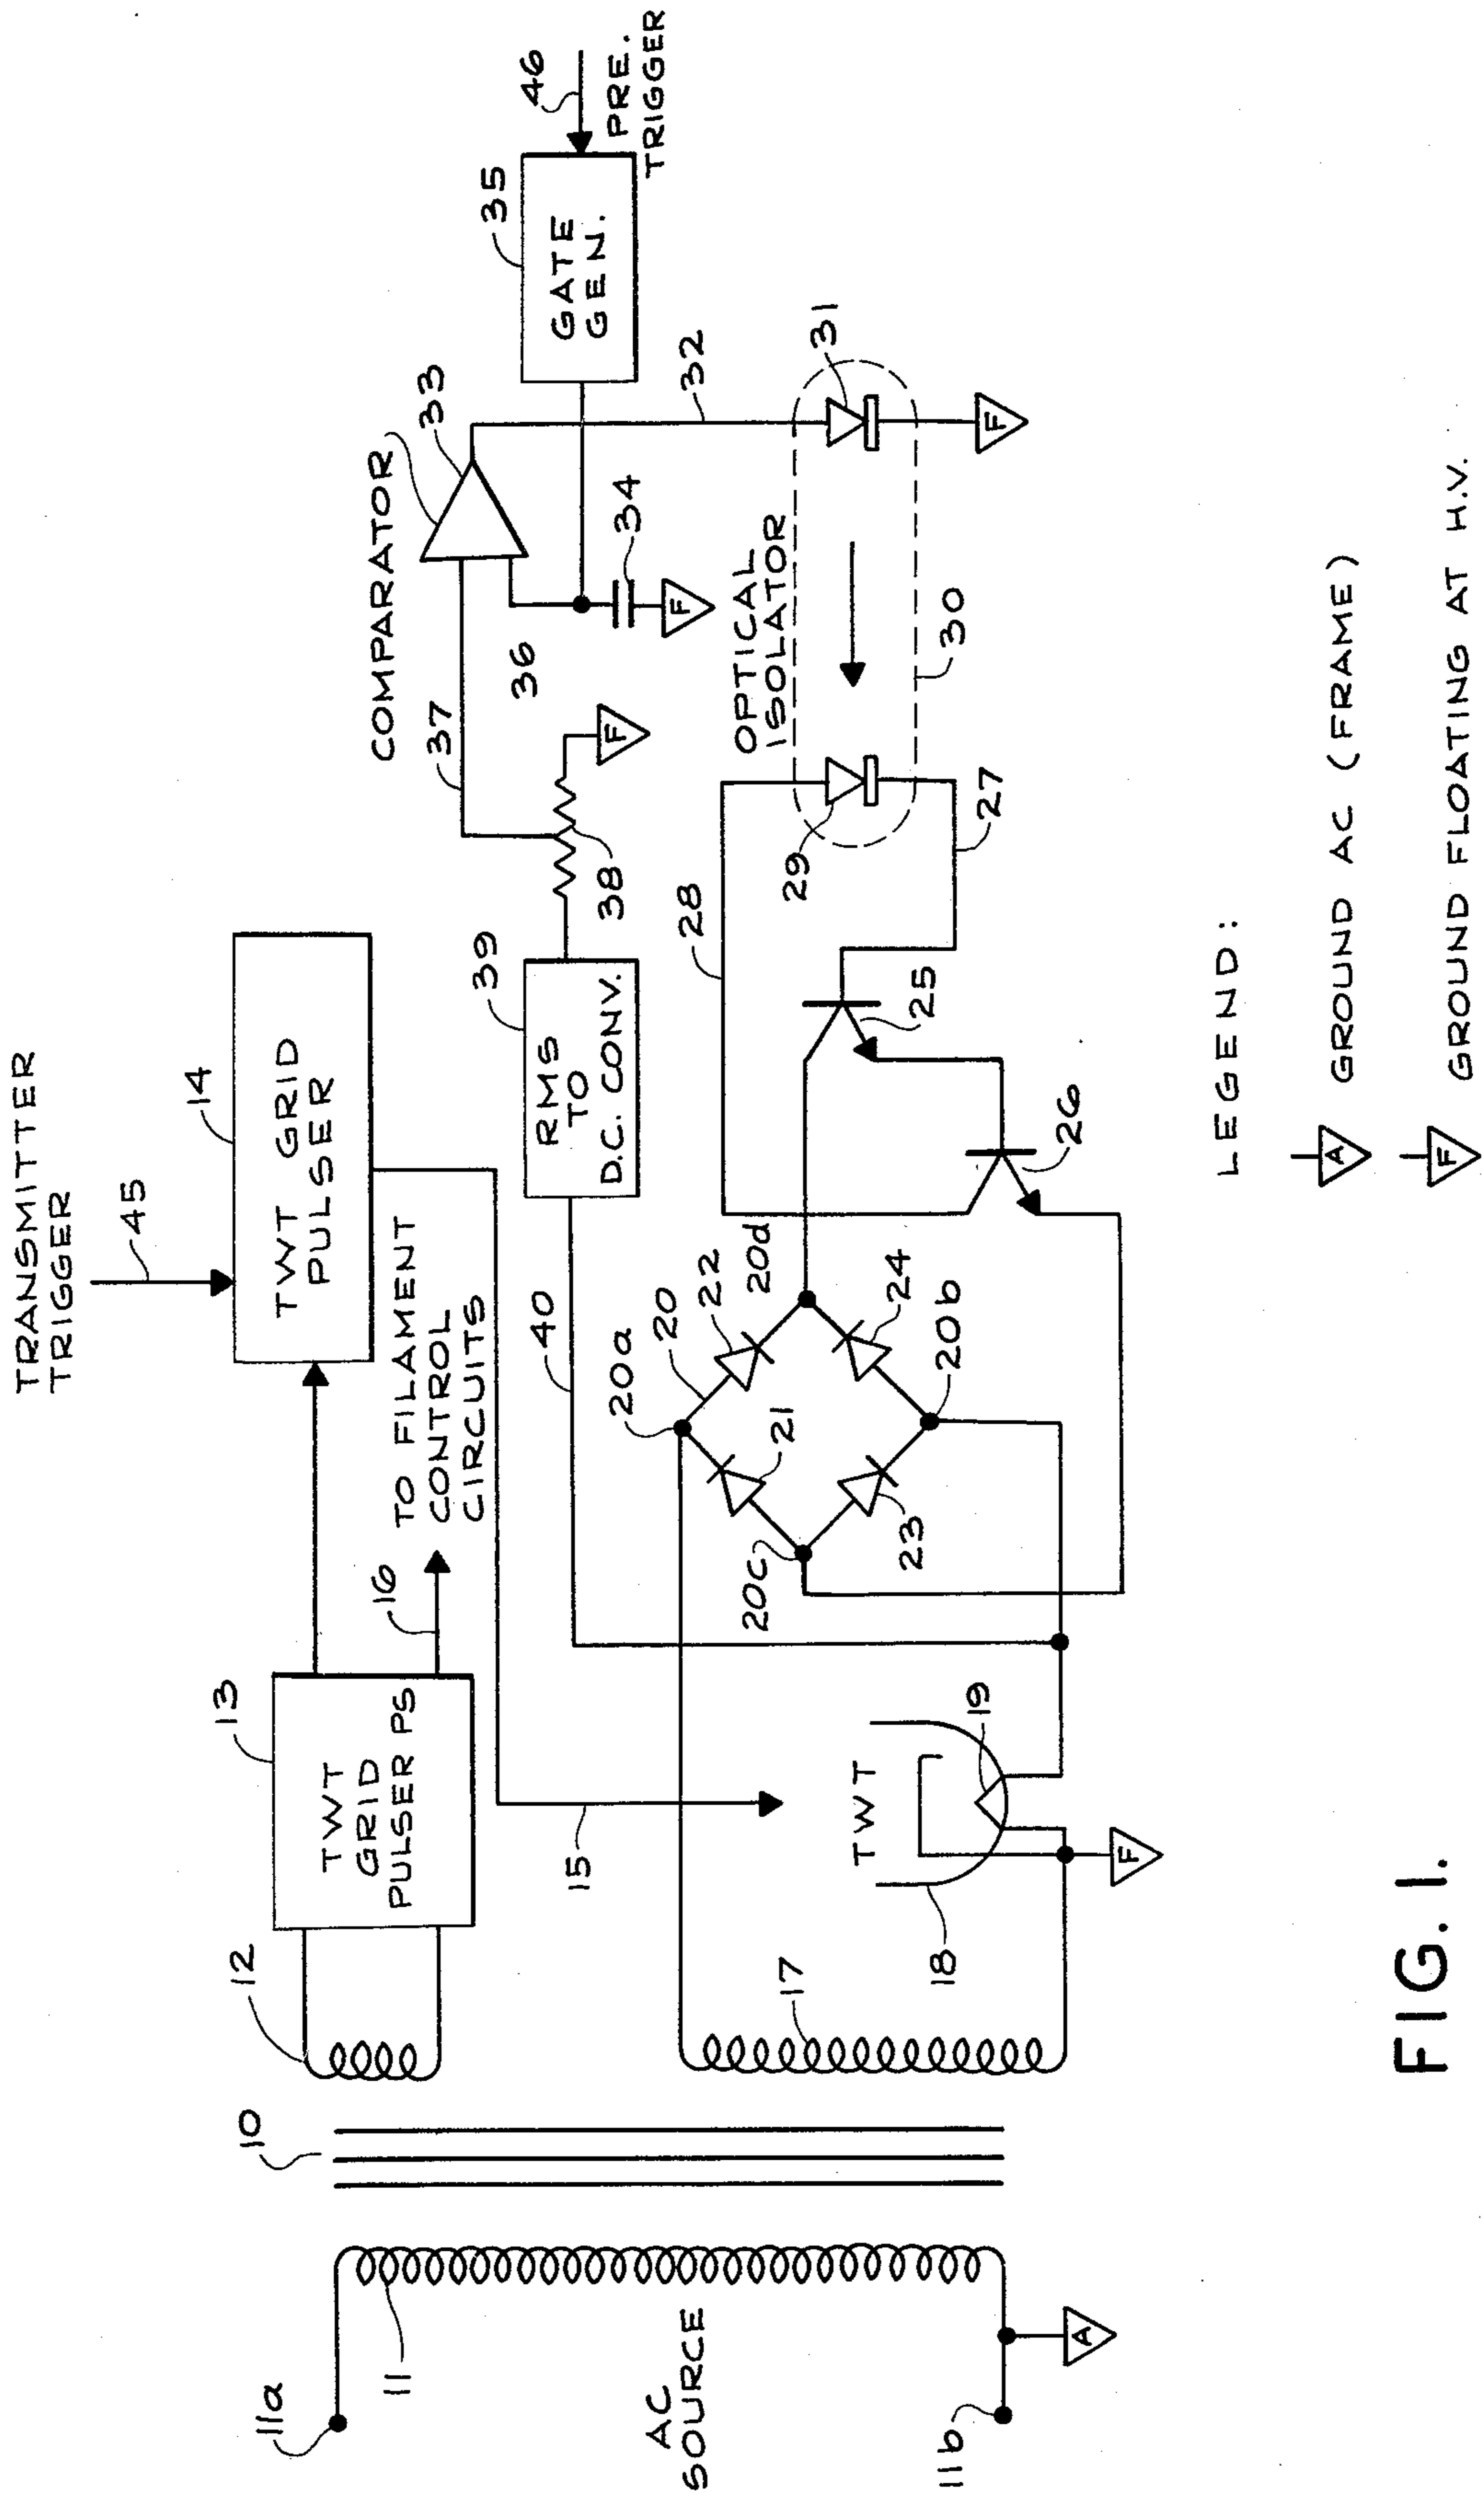 TRANSMITTER
TRIGGER
45
14
TWT GRID
PULSER
13
TWT
GRID
PULSER PS
16
TO FILAMENT
CONTROL
CIRCUITS
12
10
11a
11
AC
SOURCE
11b
A
15
17
18
TWT
19
F
40
20a
20
22
21
20d
20c
23
24
20b
39
RMS
TO
D.C. CONV.
38
F
37
COMPARATOR
33
36
34
F
35
GATE
GEN.
46
PRE.
TRIGGER
32
OPTICAL
ISOLATOR
31
29
30
F
28
27
25
26
LEGEND:
A GROUND AC (FRAME)
F GROUND FLOATING AT H.V.
FIG. 1.